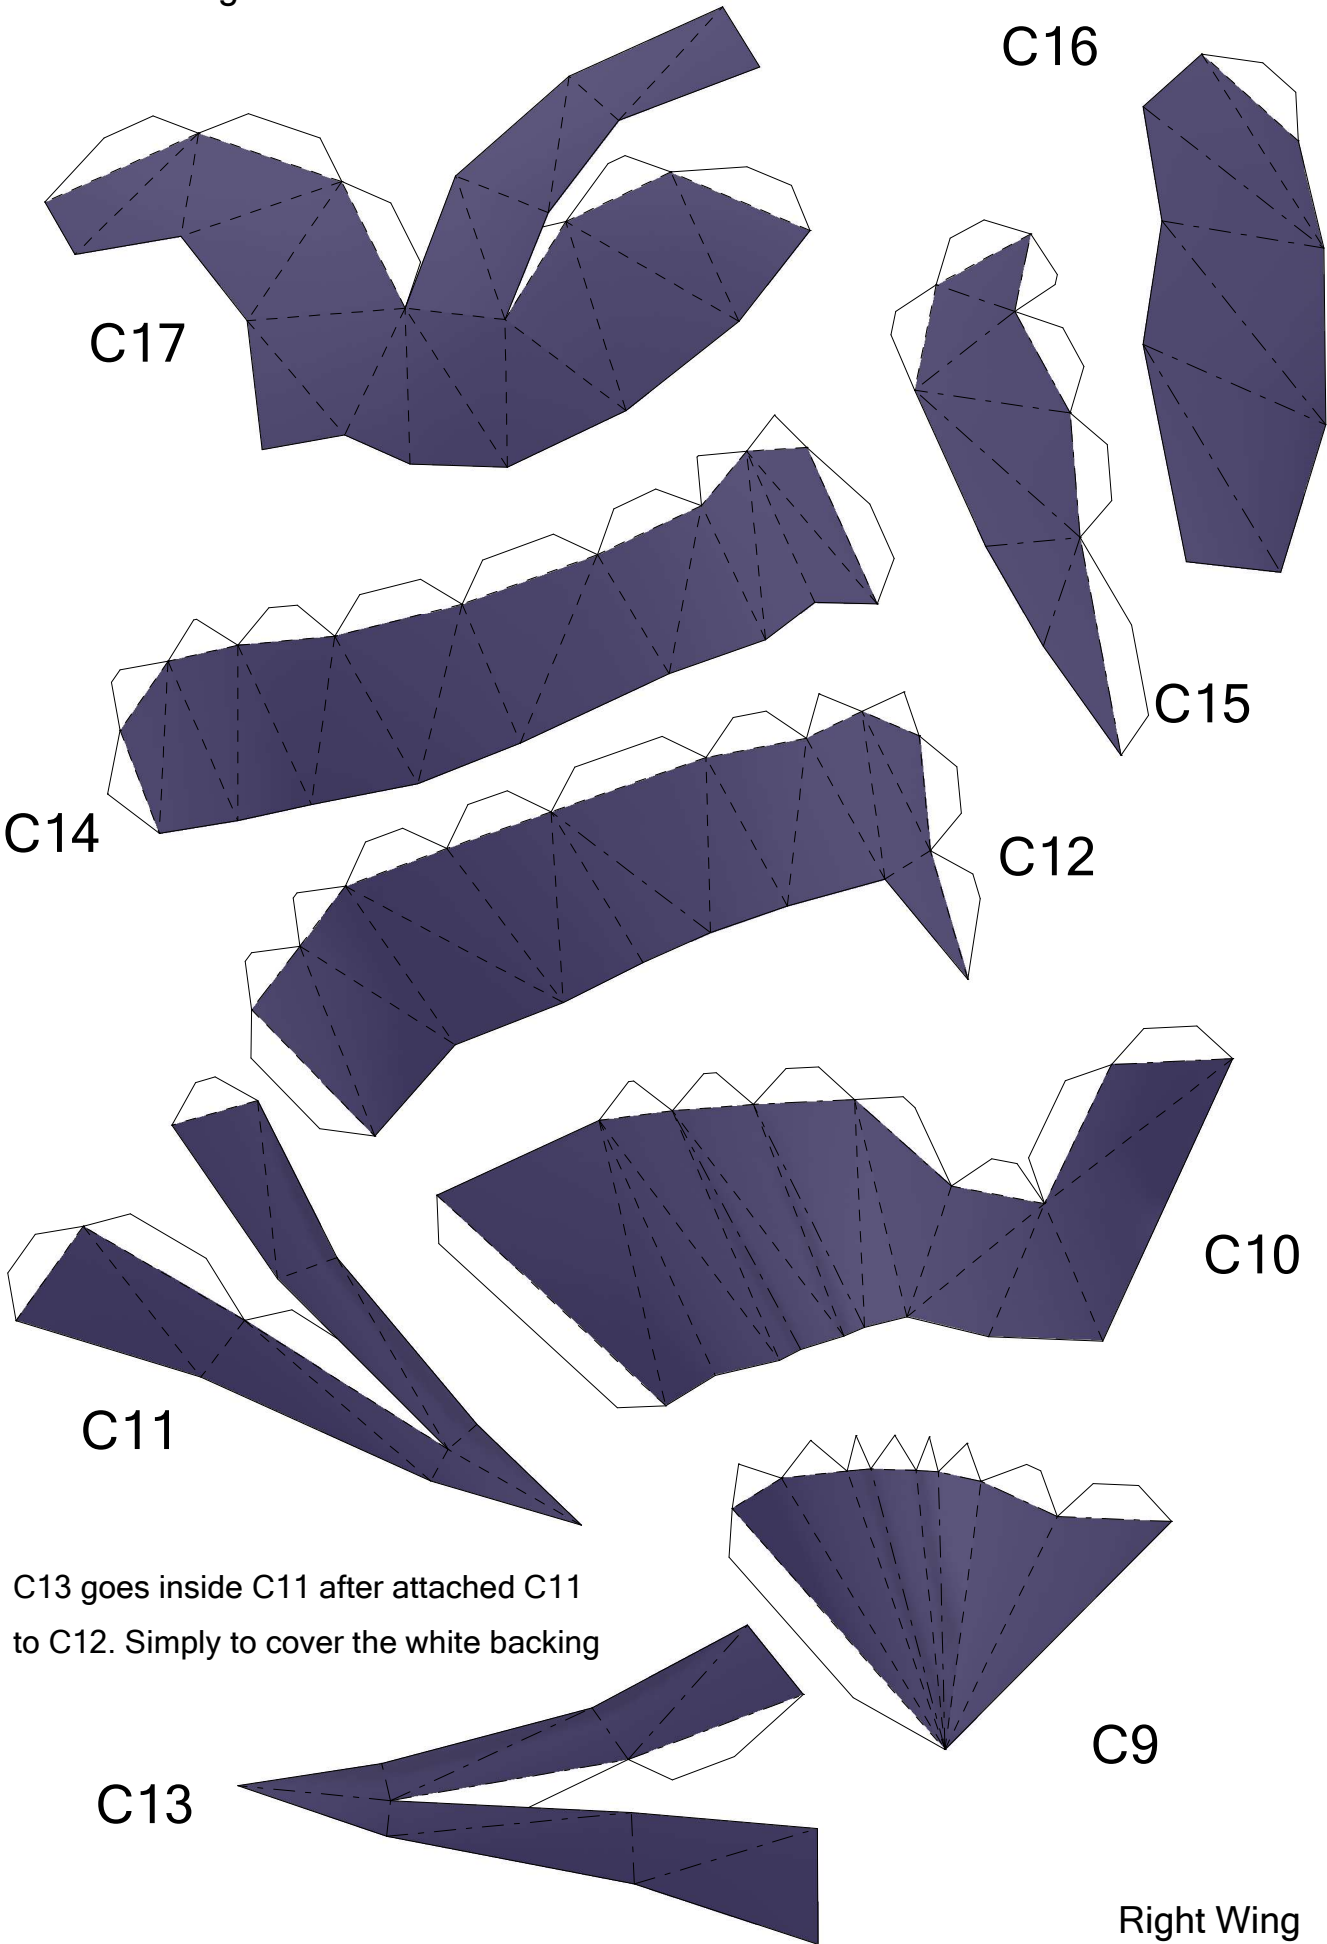 C16
C17
C15
C14
C12
C10
C11
C13 goes inside C11 after attached C11
to C12. Simply to cover the white backing
C9
C13
Right Wing